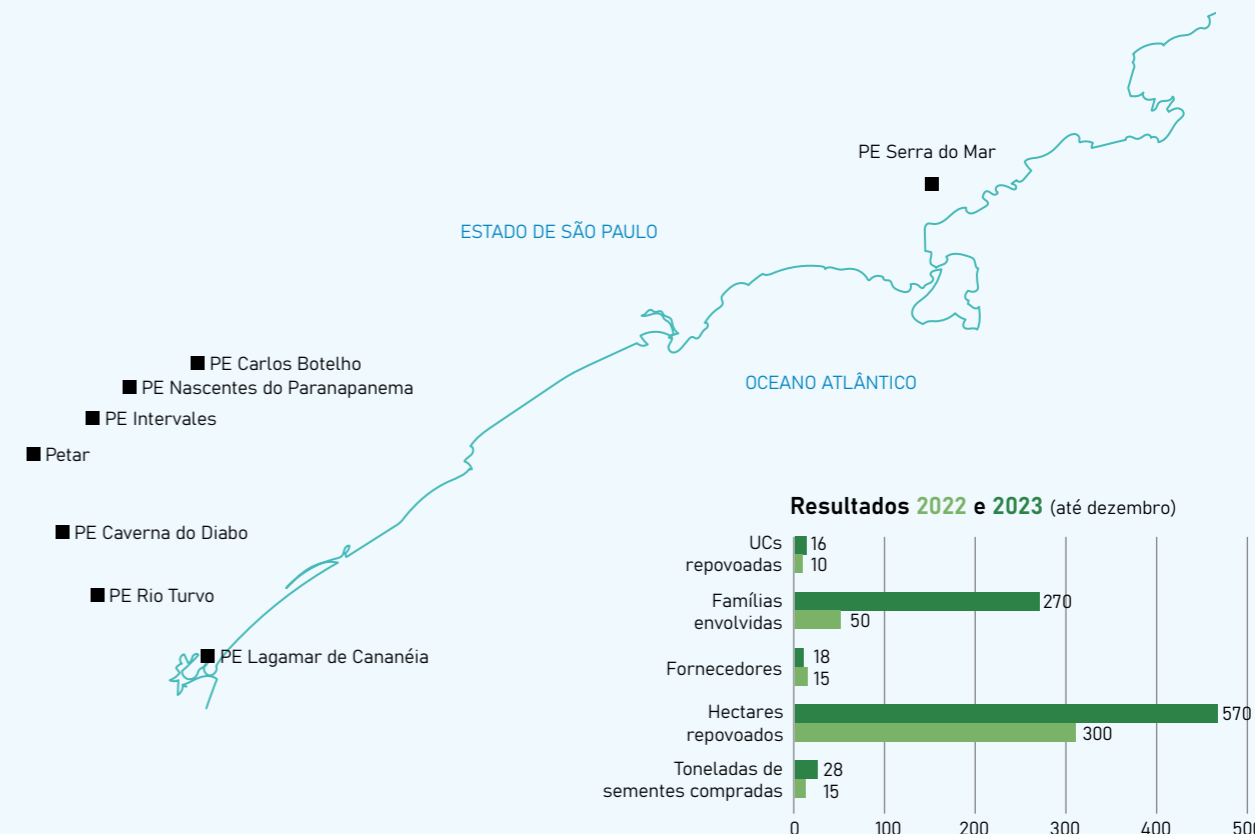 PE Serra do Mar
ESTADO DE SÃO PAULO
PE Carlos Botelho
OCEANO ATLÂNTICO
PE Nascentes do Paranapanema
PE Intervales
Petar
PE Caverna do Diabo
PE Rio Turvo
PE Lagamar de Cananéia
Resultados 2022 e 2023 (até dezembro)
UCs
repovoadas
16
10
Famílias
envolvidas
270
50
Fornecedores
18
15
Hectares
repovoados
570
300
Toneladas de
sementes compradas
28
15
0 100 200 300 400 500